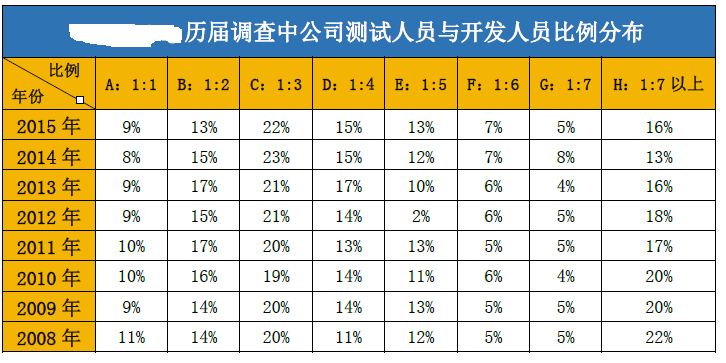 历届调查中公司测试人员与开发人员比例分布
比例 年份 A: 1:1 B: 1:2 C: 1:3 D: 1:4 E: 1:5 F: 1:6 G: 1:7 H: 1:7 以上
2015 年 9% 13% 22% 15% 13% 7% 5% 16%
2014 年 8% 15% 23% 15% 12% 7% 8% 13%
2013 年 9% 17% 21% 17% 10% 6% 4% 16%
2012 年 9% 15% 21% 14% 2% 6% 5% 18%
2011 年 10% 17% 20% 13% 13% 5% 5% 17%
2010 年 10% 16% 19% 14% 11% 6% 4% 20%
2009 年 9% 14% 20% 14% 13% 5% 5% 20%
2008 年 11% 14% 20% 11% 12% 5% 5% 22%